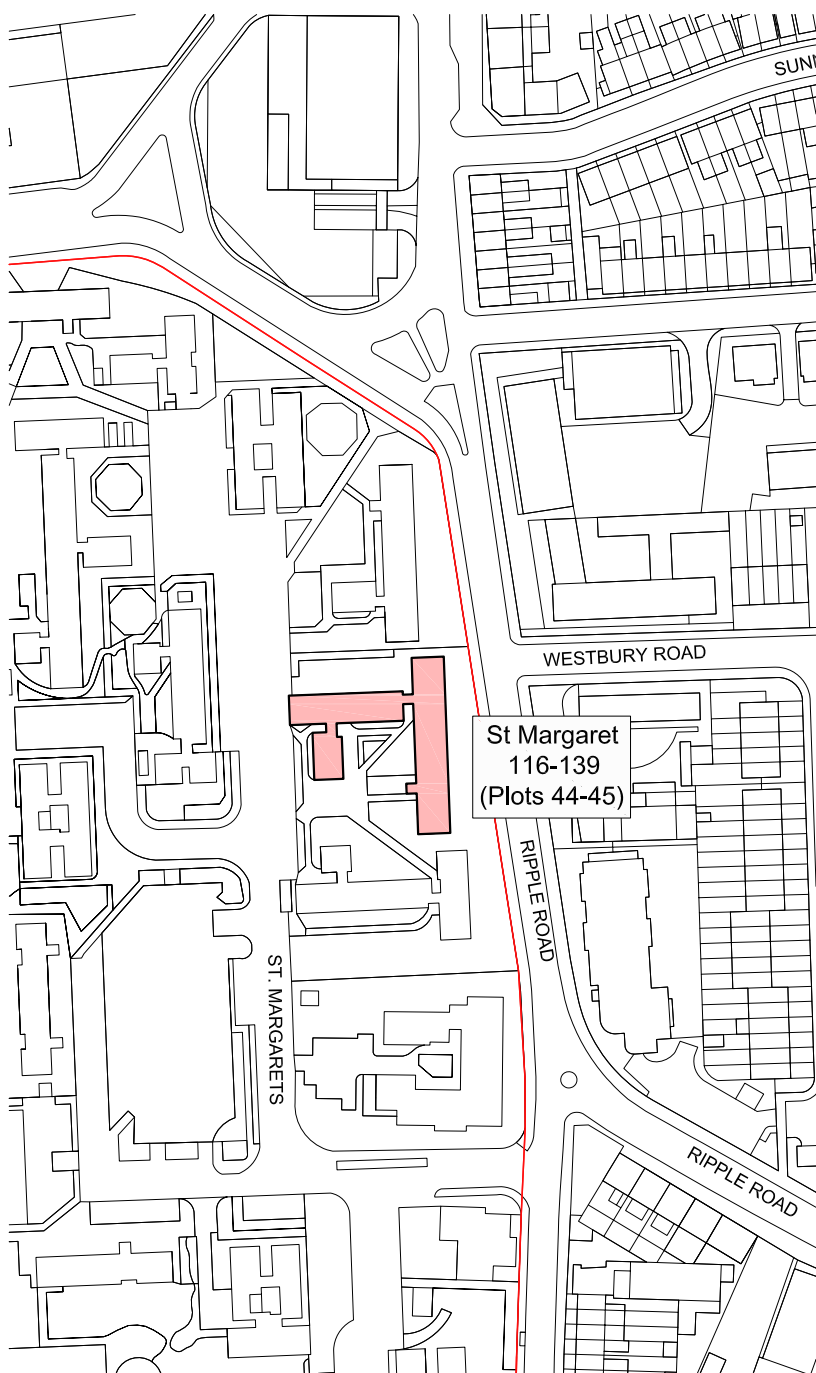 SUNN
WESTBURY ROAD
St Margaret
116-139
(Plots 44-45)
RIPPLE ROAD
ST. MARGARETS
RIPPLE ROAD